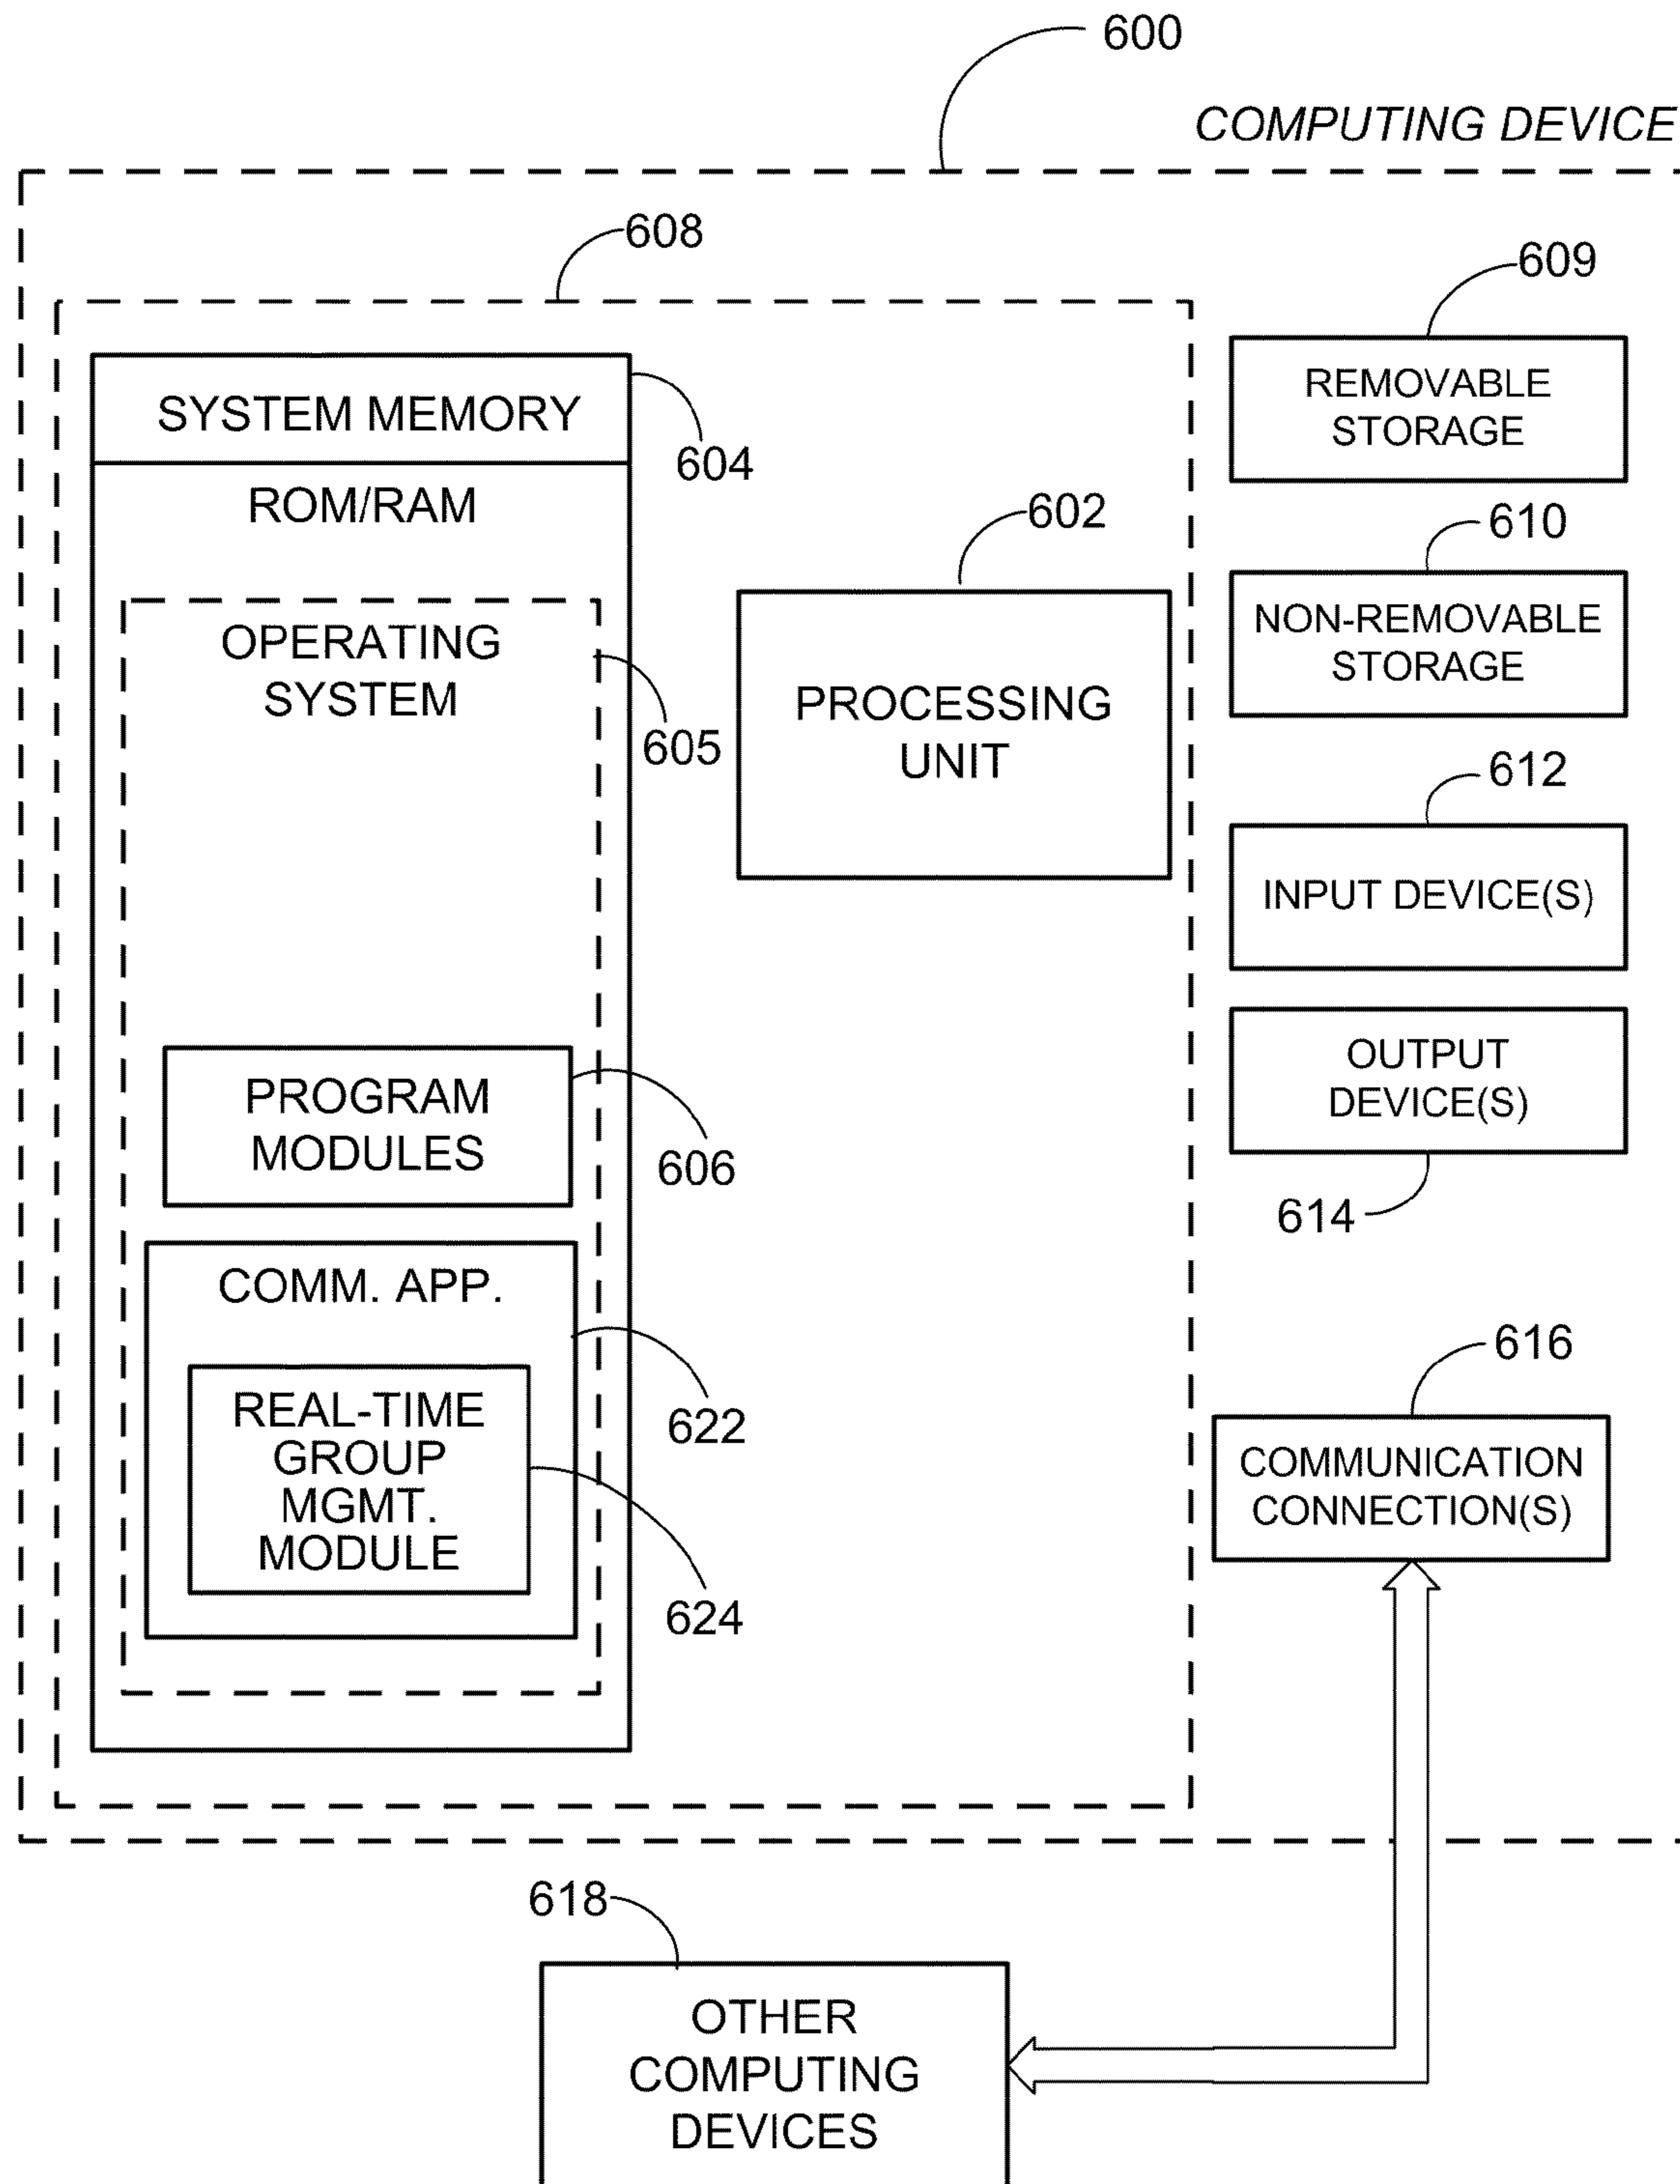 600
COMPUTING DEVICE
608
609
SYSTEM MEMORY
604
ROM/RAM
OPERATING
SYSTEM
605
PROGRAM
MODULES
606
COMM. APP.
622
REAL-TIME
GROUP
MGMT.
MODULE
624
602
PROCESSING
UNIT
REMOVABLE
STORAGE
610
NON-REMOVABLE
STORAGE
612
INPUT DEVICE(S)
OUTPUT
DEVICE(S)
614
616
COMMUNICATION
CONNECTION(S)
618
OTHER
COMPUTING
DEVICES